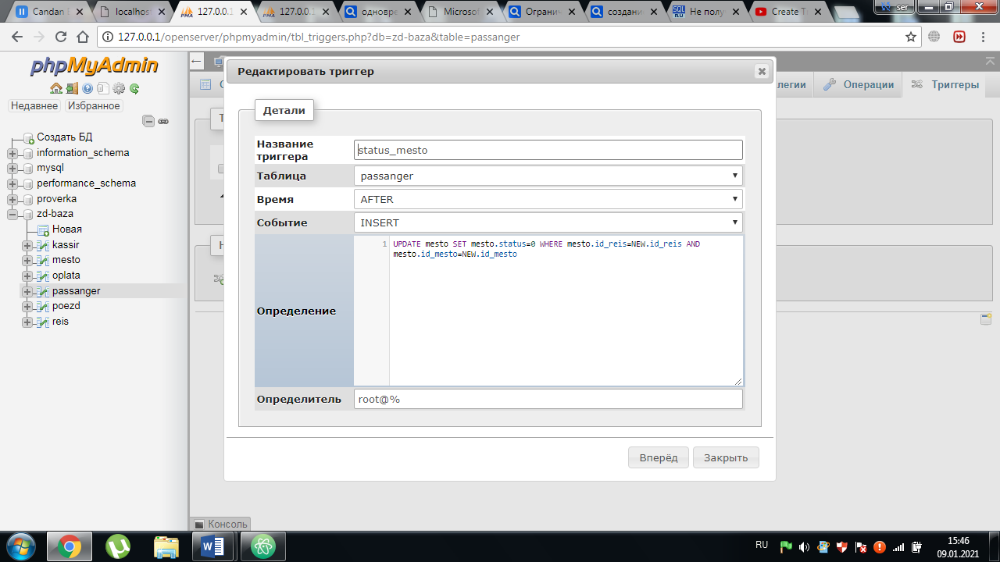 Candan E
localhos
127.0.0.1
127.0.0.1
одновре
Microsof
Огранич
создани
Не полу
Create T
ser
127.0.0.1/openserver/phpmyadmin/tbl_triggers.php?db=zd-baza&table=passanger
phpMyAdmin
Недавнее Избранное
Создать БД
information_schema
mysql
performance_schema
proverka
zd-baza
Новая
kassir
mesto
oplata
passanger
poezd
reis
легии
Операции
Триггеры
Редактировать триггер
Детали
Название
триггера
status_mesto
Таблица
passanger
Время
AFTER
Событие
INSERT
Определение
1 UPDATE mesto SET mesto.status=0 WHERE mesto.id_reis=NEW.id_reis AND
mesto.id_mesto=NEW.id_mesto
Определитель
root@%
Вперёд
Закрыть
Консоль
RU
15:46
09.01.2021